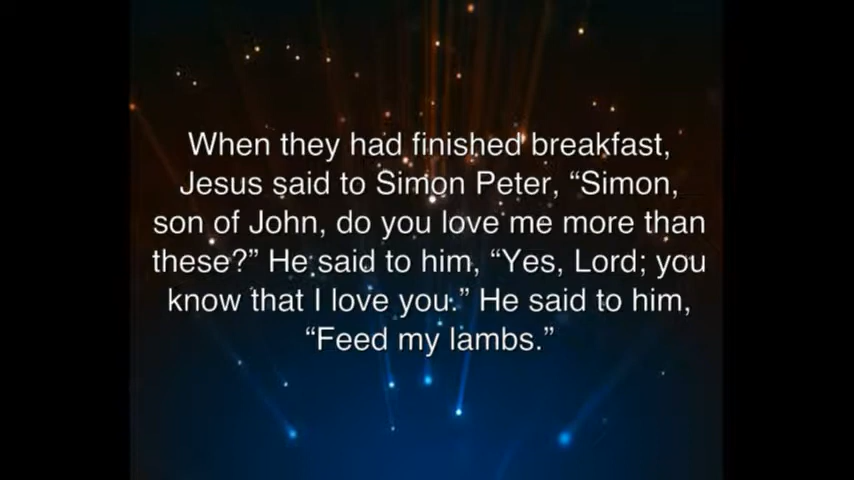 When they had finished breakfast,
Jesus said to Simon Peter, “Simon,
son of John, do you love me more than
these?” He said to him, “Yes, Lord; you
know that I love you.” He said to him,
“Feed my lambs.”